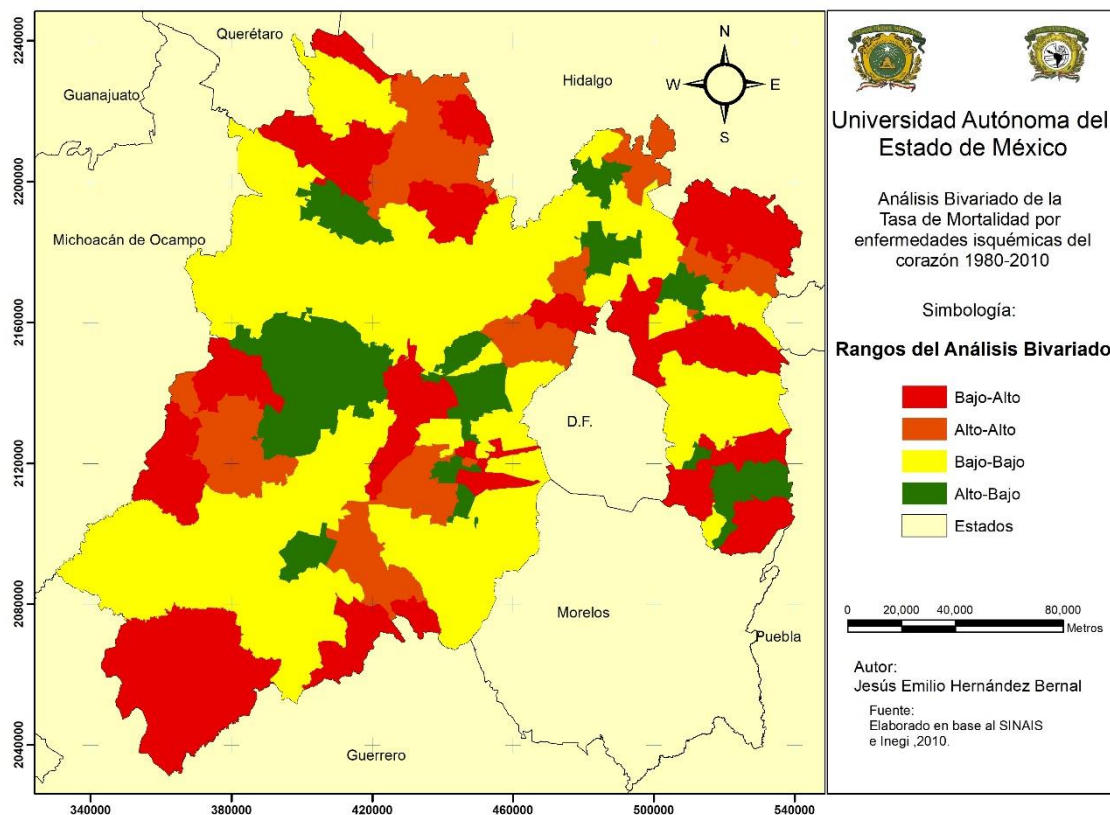 Querétaro
Guanajuato
Hidalgo
Michoacán de Ocampo
D.F.
Morelos
Puebla
Guerrero
N
W
E
S
2240000
2200000
2160000
2120000
2080000
2040000
340000
380000
420000
460000
500000
540000
Universidad Autónoma del
Estado de México
Análisis Bivariado de la
Tasa de Mortalidad por
enfermedades isquémicas del
corazón 1980-2010
Simbología:
Rangos del Análisis Bivariado
Bajo-Alto
Alto-Alto
Bajo-Bajo
Alto-Bajo
Estados
0 20,000 40,000 80,000
Metros
Autor:
Jesús Emilio Hernández Bernal
Fuente:
Elaborado en base al SINAIS
e Inegi ,2010.